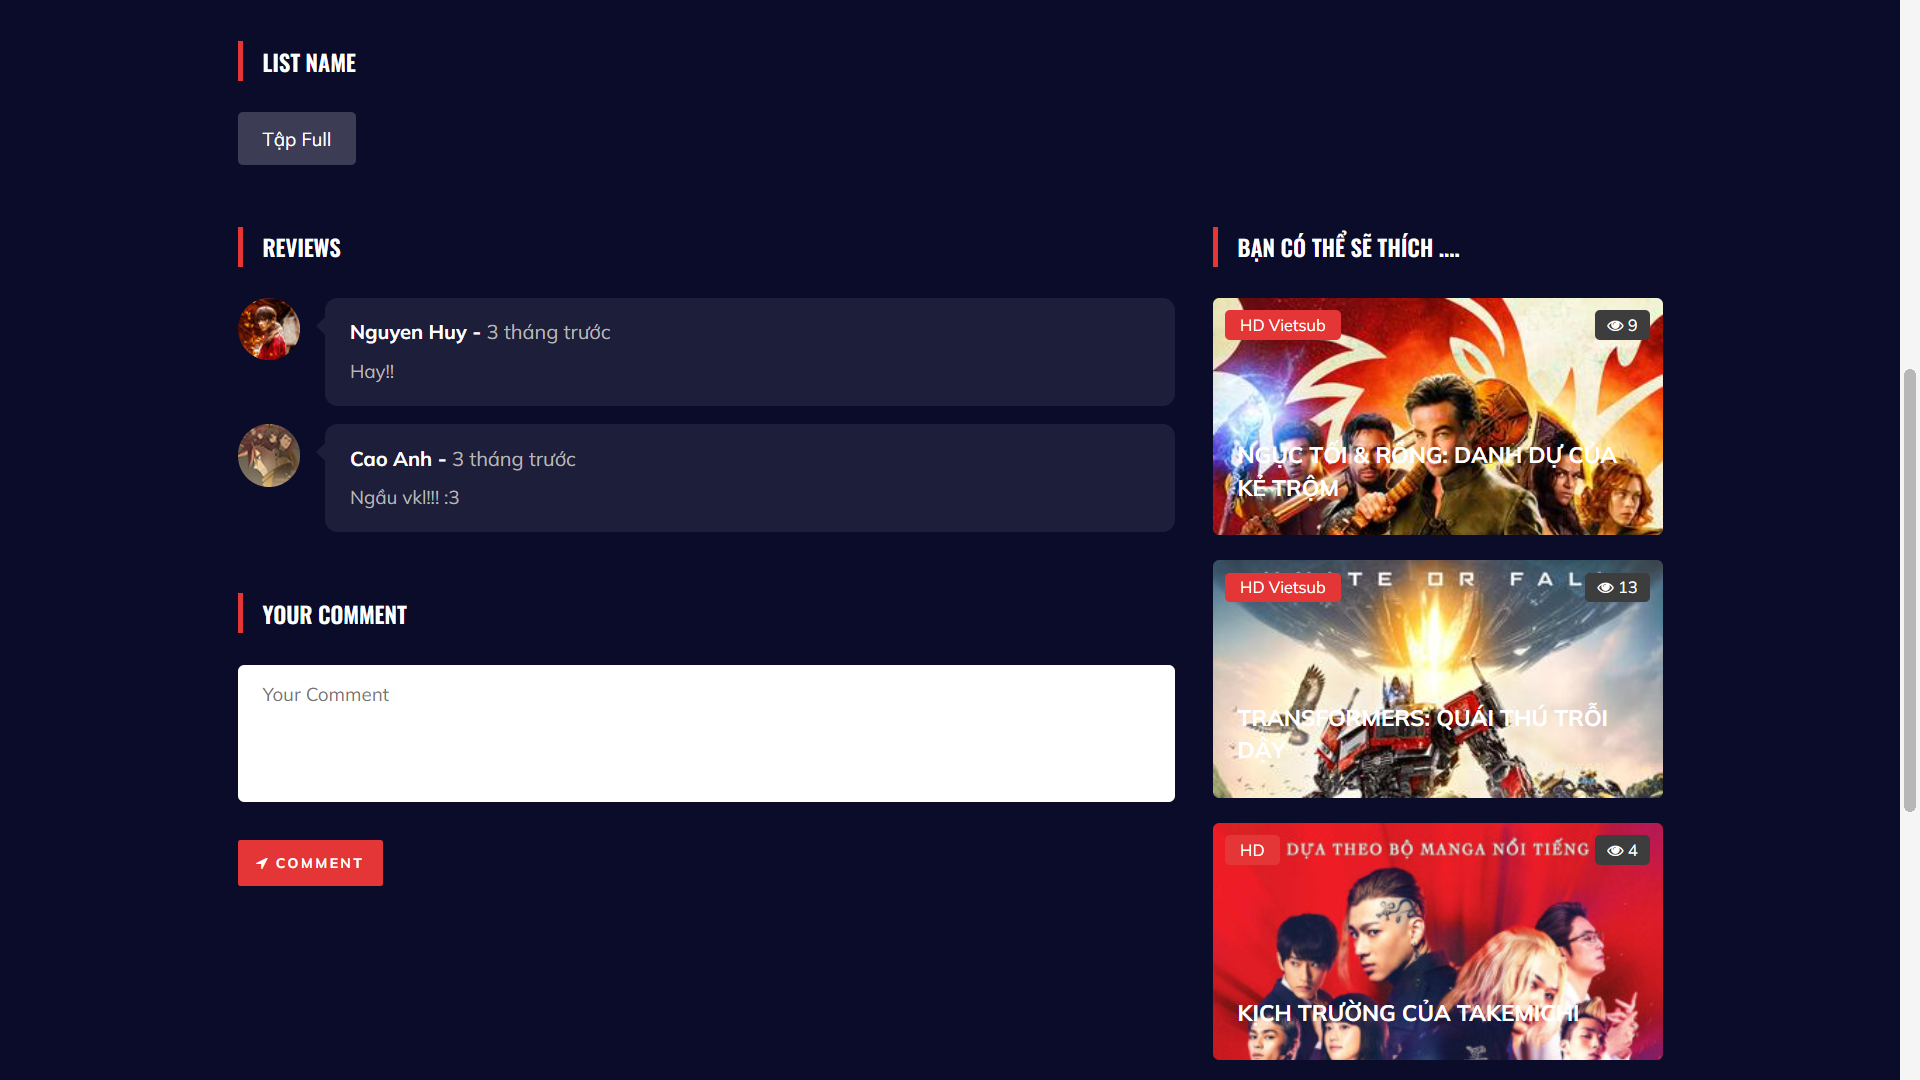 LIST NAME
Tập Full
REVIEWS
Nguyen Huy - 3 tháng trước
Hay!!
Cao Anh - 3 tháng trước
Ngầu vkl!!! :3
YOUR COMMENT
Your Comment
COMMENT
BẠN CÓ THỂ SẼ THÍCH ....
HD Vietsub
9
NGỤC TỐI & RỒNG: DANH DỰ CỦA
KẺ TRỘM
OR FALL
HD Vietsub
13
TRANSFORMERS: QUÁI THÚ TRỖI
DẬY
HD
DỰA THEO BỘ MANGA NỔI TIẾNG
4
KỊCH TRƯỜNG CỦA TAKEMICHI